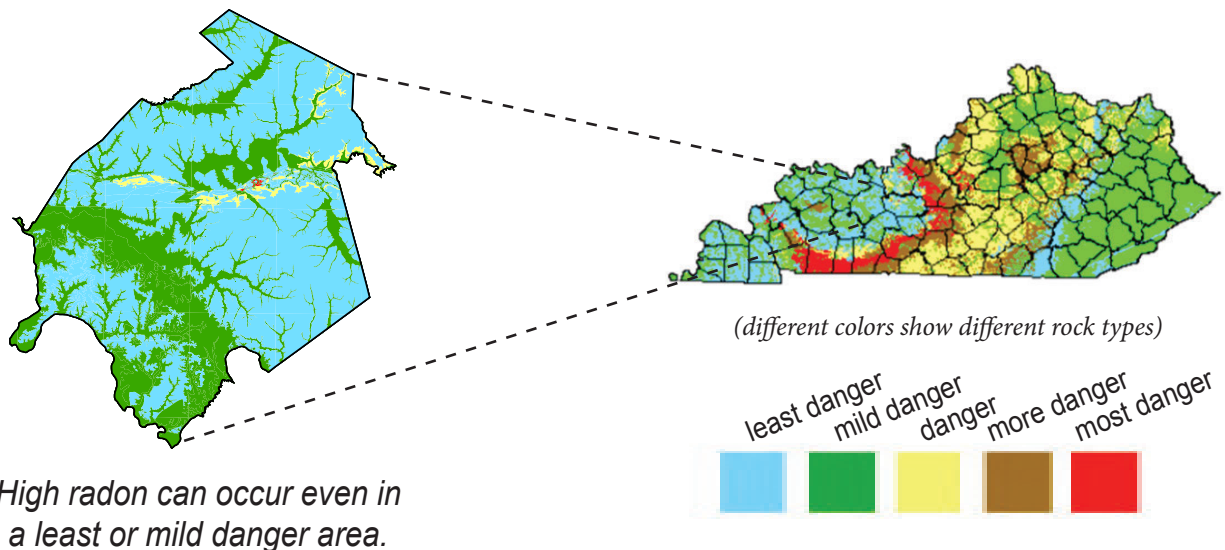 (different colors show different rock types)
least danger
mild danger
danger
more danger
most danger
High radon can occur even in
a least or mild danger area.